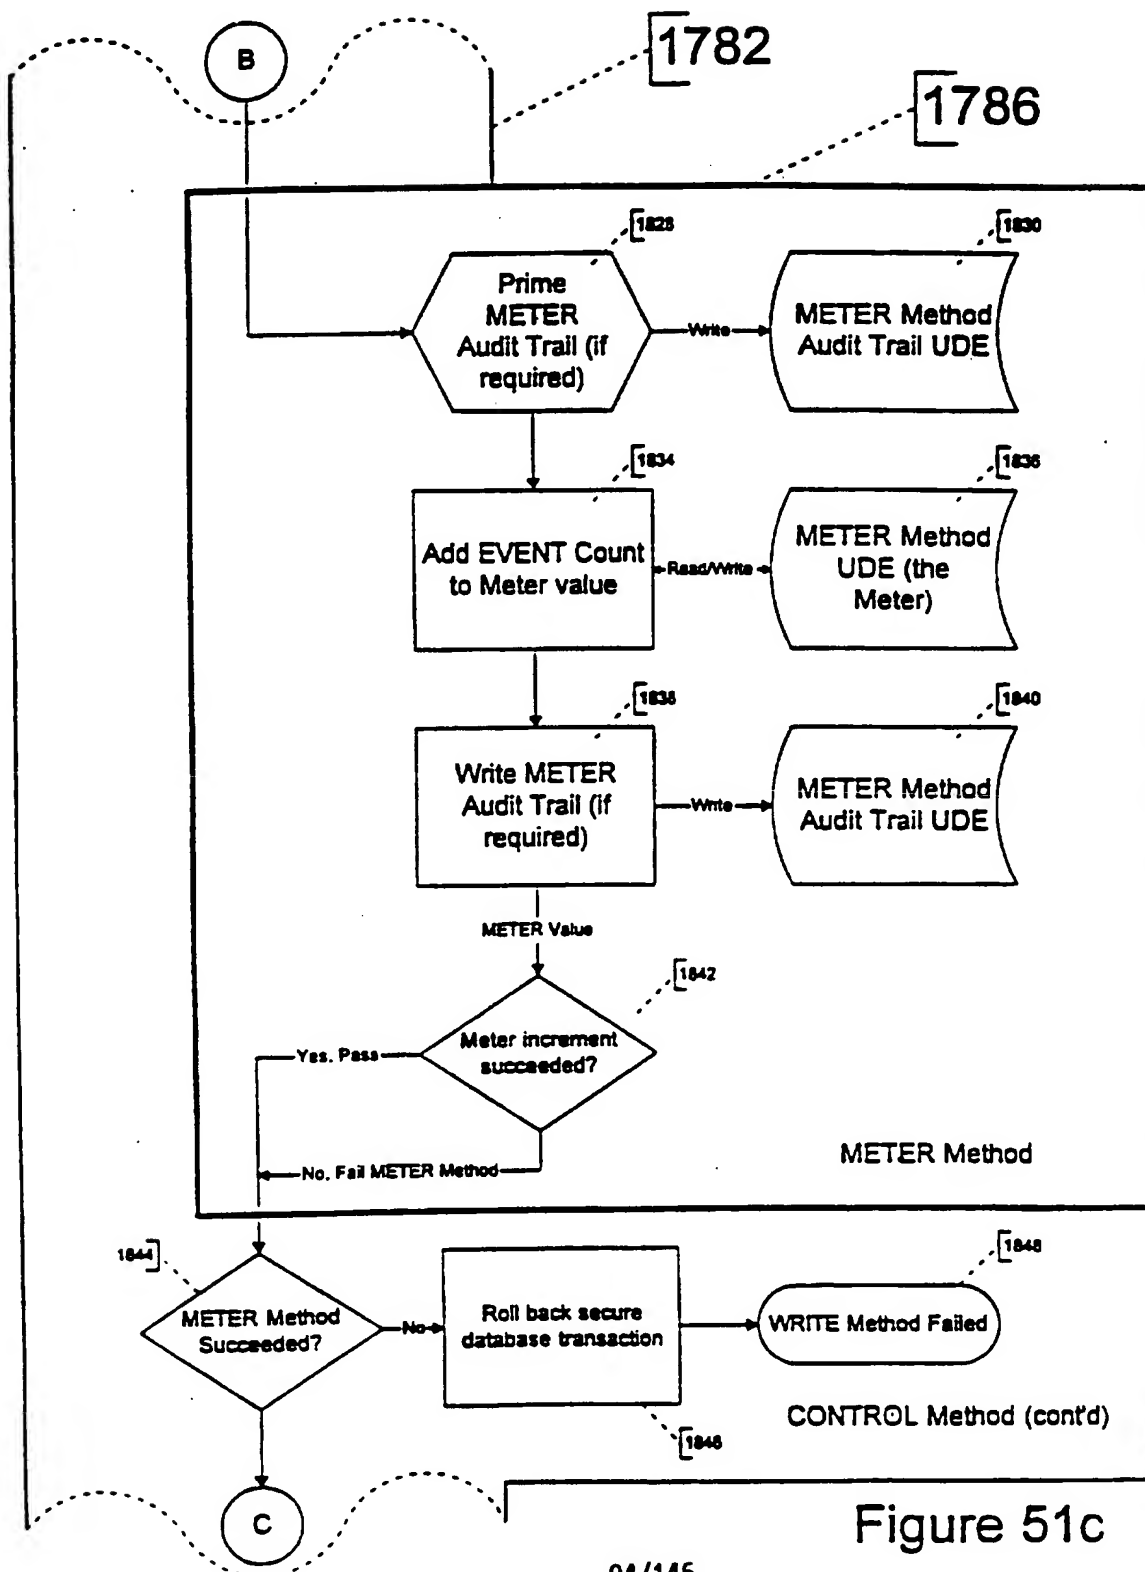 B
1782
1786
1828
1830
Prime
METER
Audit Trail (if
required)
Write
METER Method
Audit Trail UDE
1834
1836
Add EVENT Count
to Meter value
Read/Write
METER Method
UDE (the
Meter)
1838
1840
Write METER
Audit Trail (if
required)
Write
METER Method
Audit Trail UDE
METER Value
1842
Meter increment
succeeded?
Yes, Pass
No, Fail METER Method
METER Method
1844
METER Method
Succeeded?
No
Roll back secure
database transaction
1848
WRITE Method Failed
1846
CONTROL Method (cont'd)
C
Figure 51c